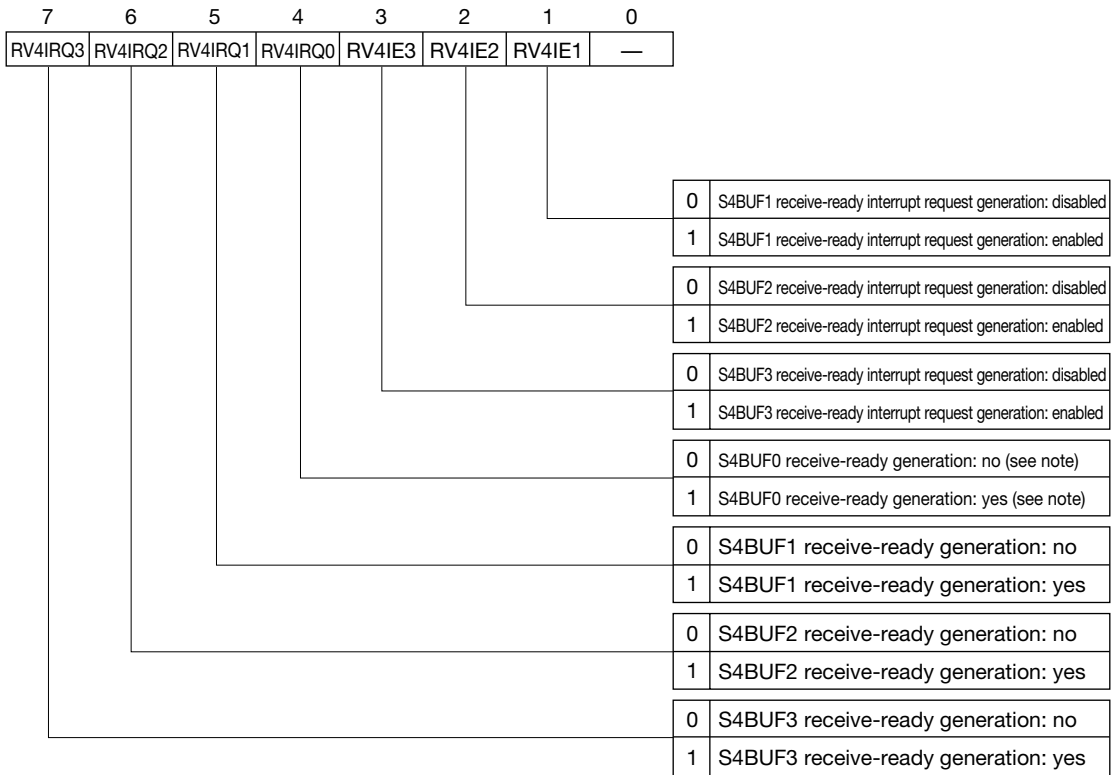 7 6 5 4 3 2 1 0
RV4IRQ3 RV4IRQ2 RV4IRQ1 RV4IRQ0 RV4IE3 RV4IE2 RV4IE1 —
0 S4BUF1 receive-ready interrupt request generation: disabled
1 S4BUF1 receive-ready interrupt request generation: enabled
0 S4BUF2 receive-ready interrupt request generation: disabled
1 S4BUF2 receive-ready interrupt request generation: enabled
0 S4BUF3 receive-ready interrupt request generation: disabled
1 S4BUF3 receive-ready interrupt request generation: enabled
0 S4BUF0 receive-ready generation: no (see note)
1 S4BUF0 receive-ready generation: yes (see note)
0 S4BUF1 receive-ready generation: no
1 S4BUF1 receive-ready generation: yes
0 S4BUF2 receive-ready generation: no
1 S4BUF2 receive-ready generation: yes
0 S4BUF3 receive-ready generation: no
1 S4BUF3 receive-ready generation: yes